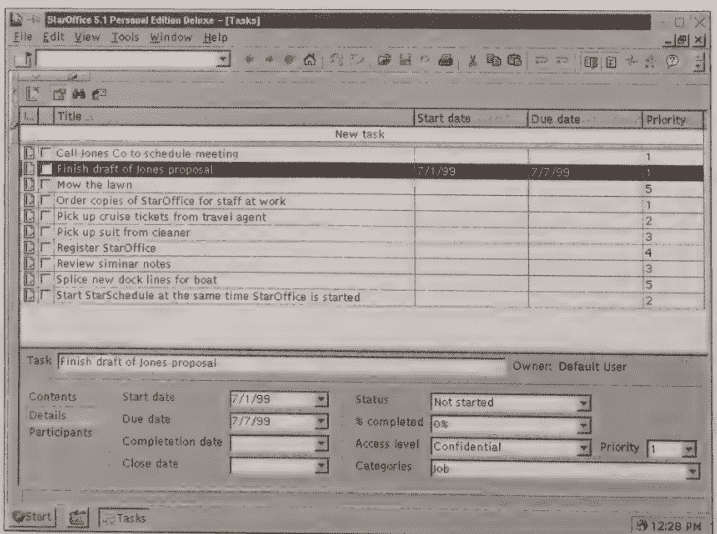 StarOffice 5.1 Personal Edition Deluxe - [Tasks]
File Edit View Tools Window Help
I... Title Start date Due date Priority
New task
Call Jones Co to schedule meeting 1
Finish draft of Jones proposal 7/1/99 7/7/99 1
Mow the lawn 5
Order copies of StarOffice for staff at work 1
Pick up cruise tickets from travel agent 2
Pick up suit from cleaner 3
Register StarOffice 4
Review siminar notes 3
Splice new dock lines for boat 5
Start StarSchedule at the same time StarOffice is started 2
Task Finish draft of Jones proposal Owner: Default User
Contents Start date 7/1/99 Status Not started
Details Due date 7/7/99 % completed 0%
Participants Completetion date Access level Confidential Priority 1
Close date Categories Job
Start Tasks 12:28 PM